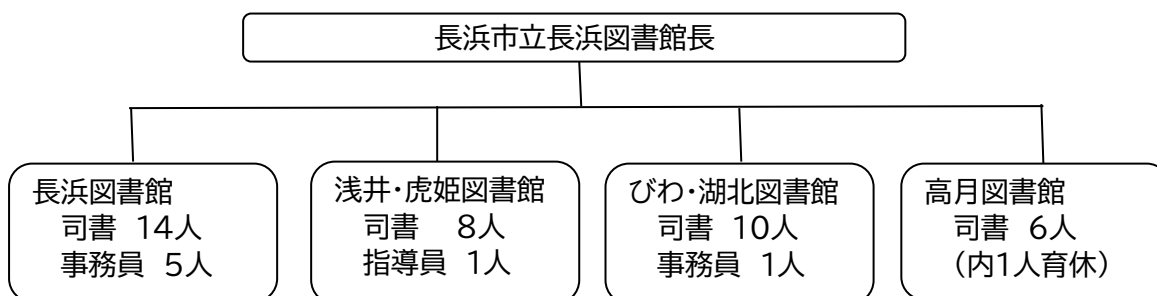 長浜市立長浜図書館長
長浜図書館
司書 14人
事務員 5人
浅井・虎姫図書館
司書 8人
指導員 1人
びわ・湖北図書館
司書 10人
事務員 1人
高月図書館
司書 6人
（内1人育休）